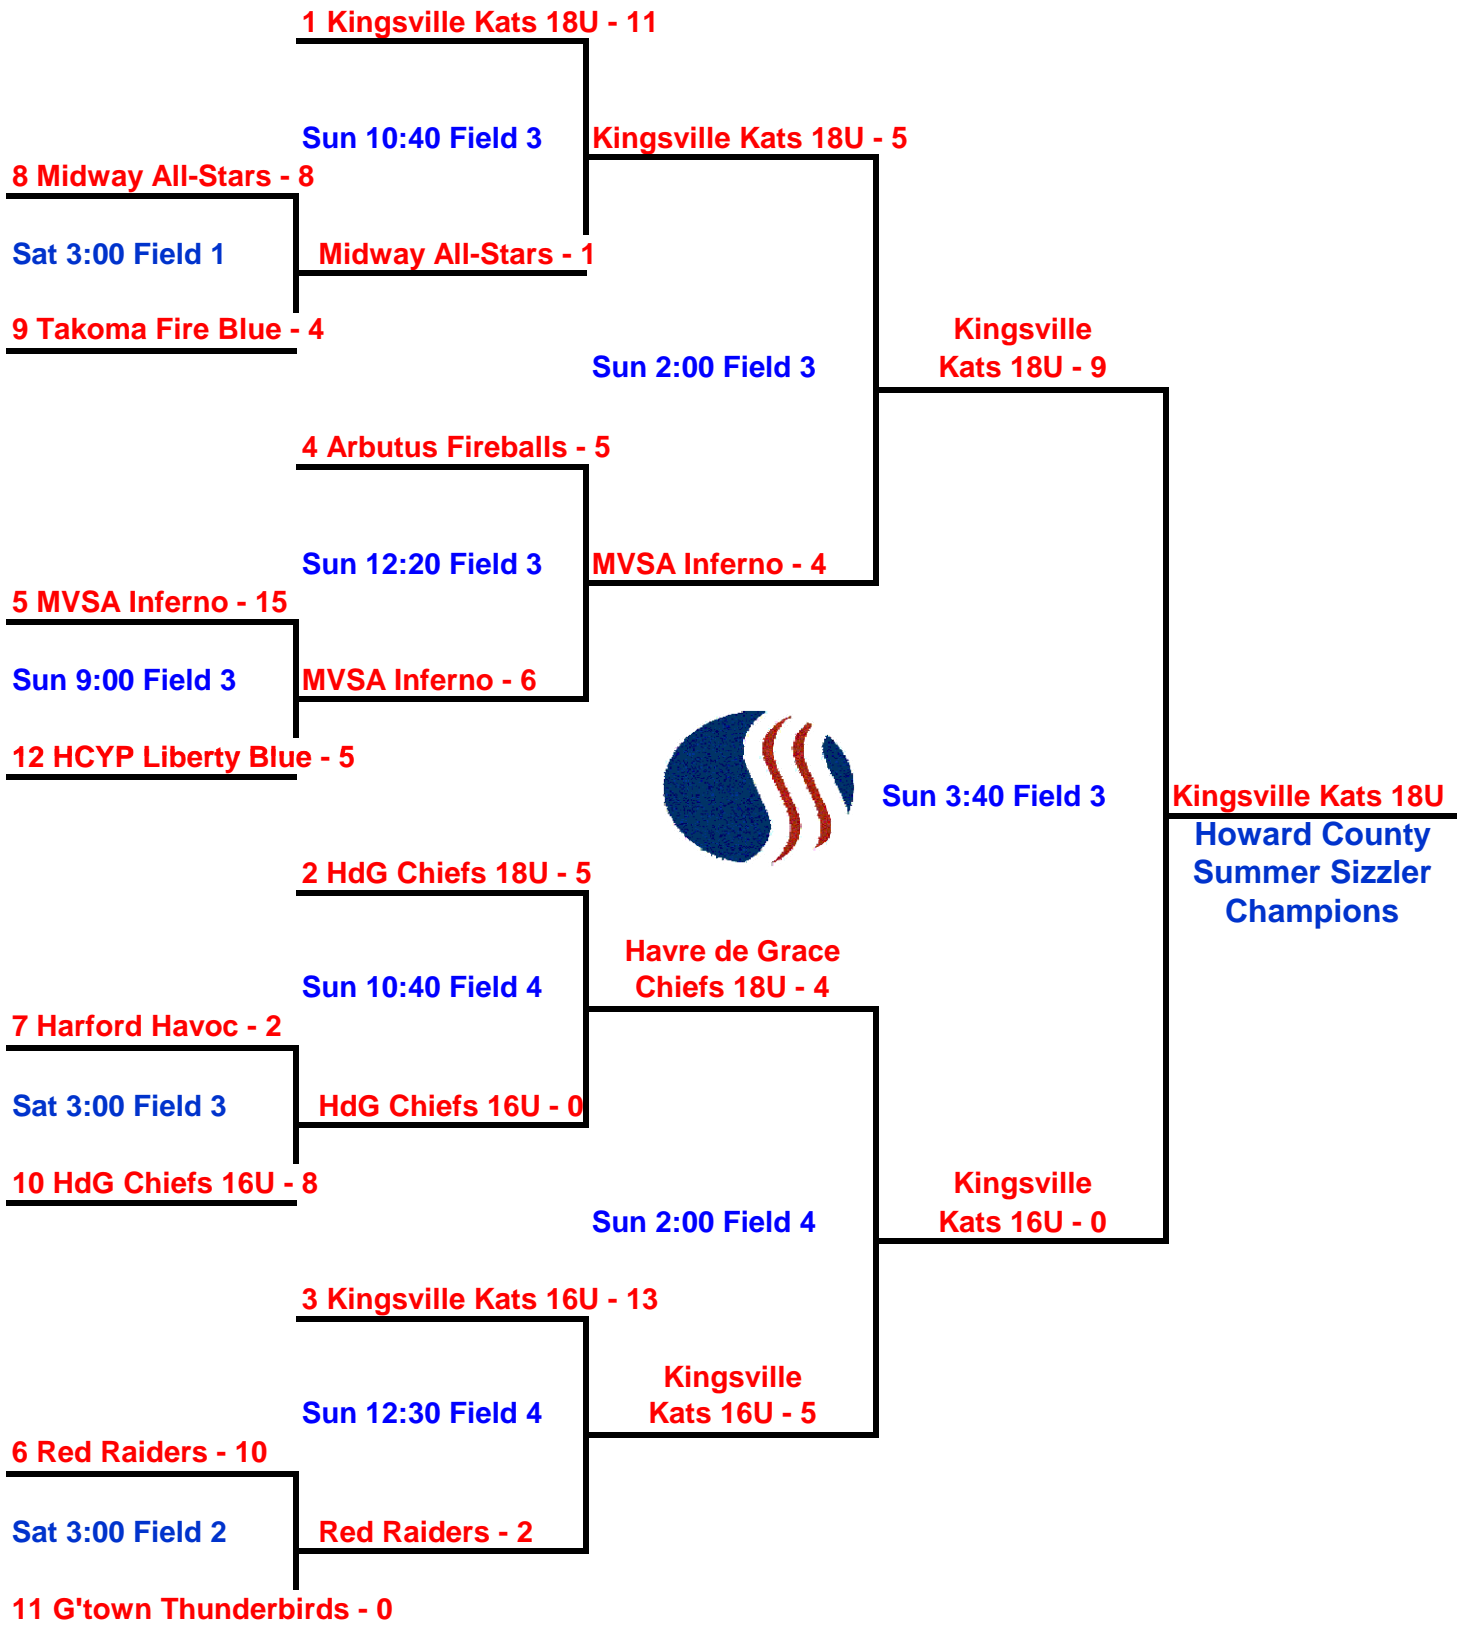 1 Kingsville Kats 18U - 11
Sun 10:40 Field 3
Kingsville Kats 18U - 5
8 Midway All-Stars - 8
Sat 3:00 Field 1
Midway All-Stars - 1
9 Takoma Fire Blue - 4
Kingsville
Kats 18U - 9
Sun 2:00 Field 3
4 Arbutus Fireballs - 5
Sun 12:20 Field 3
MVSA Inferno - 4
5 MVSA Inferno - 15
Sun 9:00 Field 3
MVSA Inferno - 6
12 HCYP Liberty Blue - 5
Sun 3:40 Field 3
Kingsville Kats 18U
Howard County
Summer Sizzler
Champions
2 HdG Chiefs 18U - 5
Havre de Grace
Chiefs 18U - 4
Sun 10:40 Field 4
7 Harford Havoc - 2
Sat 3:00 Field 3
HdG Chiefs 16U - 0
10 HdG Chiefs 16U - 8
Kingsville
Kats 16U - 0
Sun 2:00 Field 4
3 Kingsville Kats 16U - 13
Kingsville
Kats 16U - 5
Sun 12:30 Field 4
6 Red Raiders - 10
Sat 3:00 Field 2
Red Raiders - 2
11 G'town Thunderbirds - 0